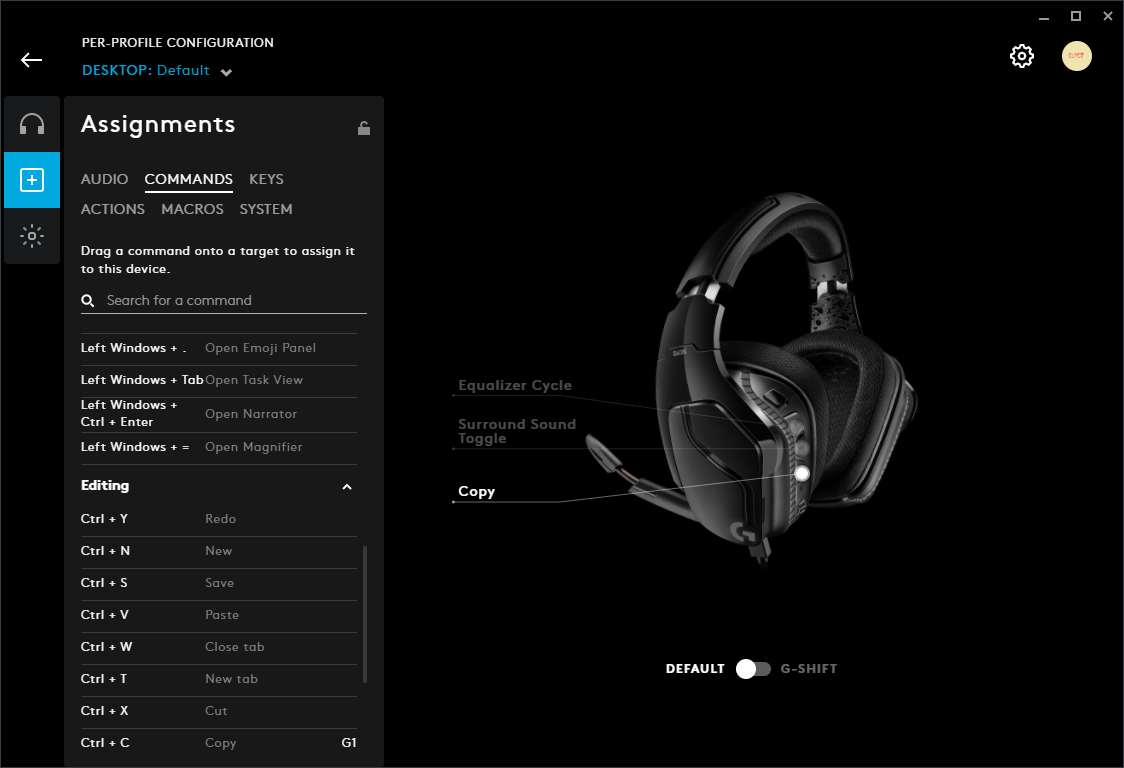 PER-PROFILE CONFIGURATION
DESKTOP: Default
Assignments
AUDIO COMMANDS KEYS
ACTIONS MACROS SYSTEM
Drag a command onto a target to assign it
to this device.
Search for a command
Left Windows + . Open Emoji Panel
Left Windows + Tab Open Task View
Left Windows +
Ctrl + Enter Open Narrator
Left Windows + = Open Magnifier
Editing
Ctrl + Y Redo
Ctrl + N New
Ctrl + S Save
Ctrl + V Paste
Ctrl + W Close tab
Ctrl + T New tab
Ctrl + X Cut
Ctrl + C Copy G1
Equalizer Cycle
Surround Sound
Toggle
Copy
DEFAULT G-SHIFT